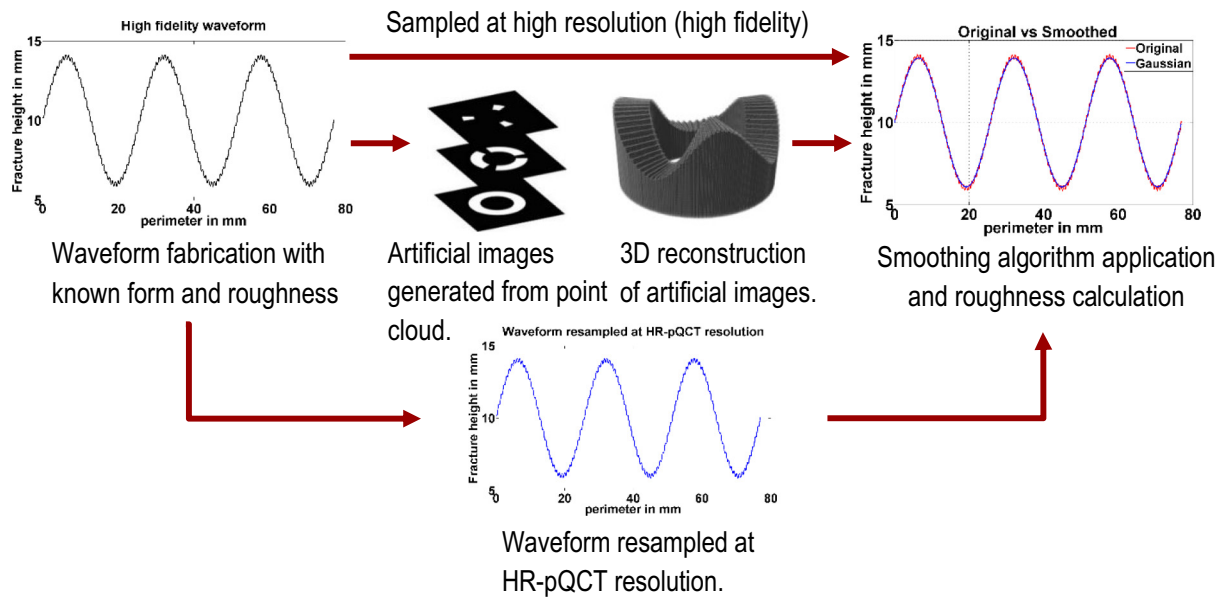 Sampled at high resolution (high fidelity)
High fidelity waveform
Fracture height in mm
15
10
5
0
20
40
60
80
perimeter in mm
Waveform fabrication with
known form and roughness
Artificial images
generated from point
cloud.
3D reconstruction
of artificial images.
Original vs Smoothed
Original
Gaussian
Fracture height in mm
15
10
5
0
20
40
60
80
perimeter in mm
Smoothing algorithm application
and roughness calculation
Waveform resampled at HR-pQCT resolution
Fracture height in mm
15
10
5
0
20
40
60
80
perimeter in mm
Waveform resampled at
HR-pQCT resolution.